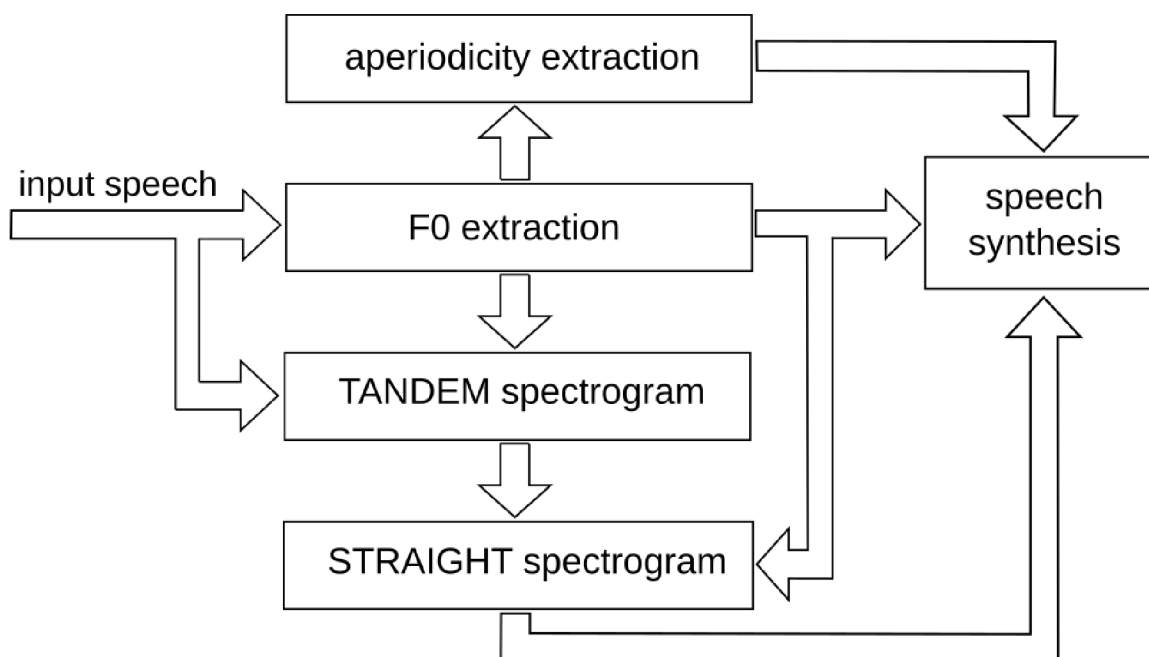 aperiodicity extraction
input speech
F0 extraction
speech
synthesis
TANDEM spectrogram
STRAIGHT spectrogram